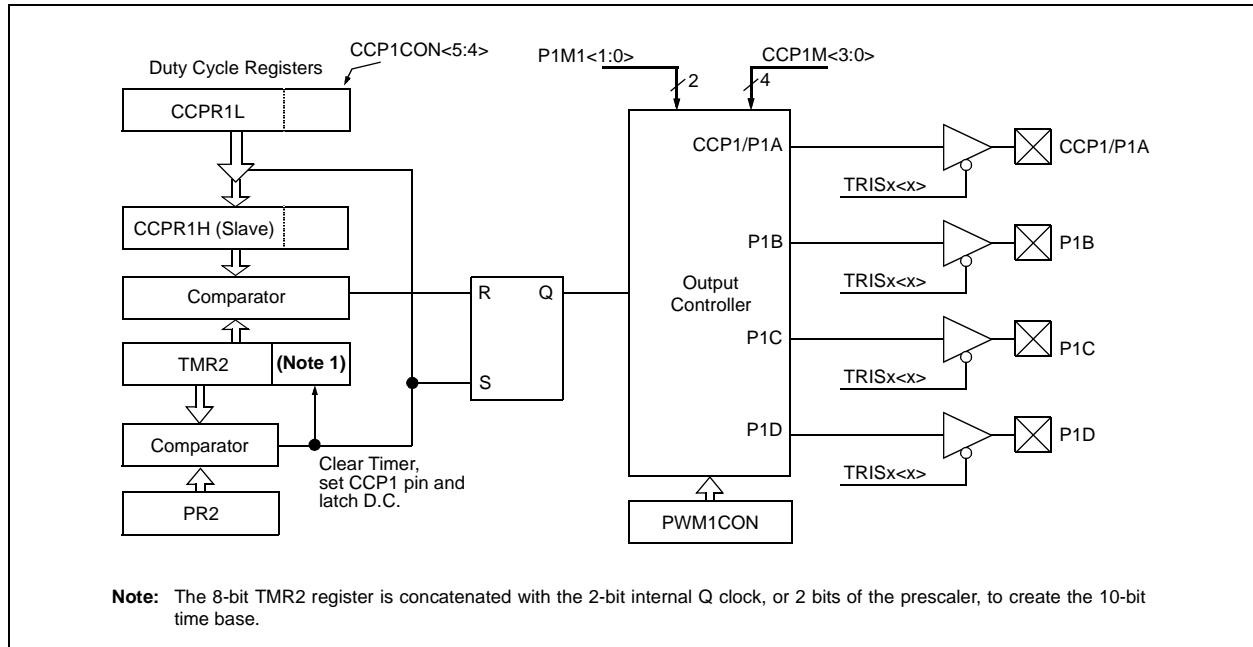 CCP1CON<5:4>
Duty Cycle Registers
CCPR1L
CCPR1H (Slave)
Comparator
TMR2
(Note 1)
Comparator
PR2
Clear Timer,
set CCP1 pin and
latch D.C.
R
Q
S
P1M1<1:0>
2
CCP1M<3:0>
4
Output
Controller
CCP1/P1A
P1B
P1C
P1D
PWM1CON
TRISx<x>
CCP1/P1A
TRISx<x>
P1B
TRISx<x>
P1C
TRISx<x>
P1D
Note: The 8-bit TMR2 register is concatenated with the 2-bit internal Q clock, or 2 bits of the prescaler, to create the 10-bit
time base.